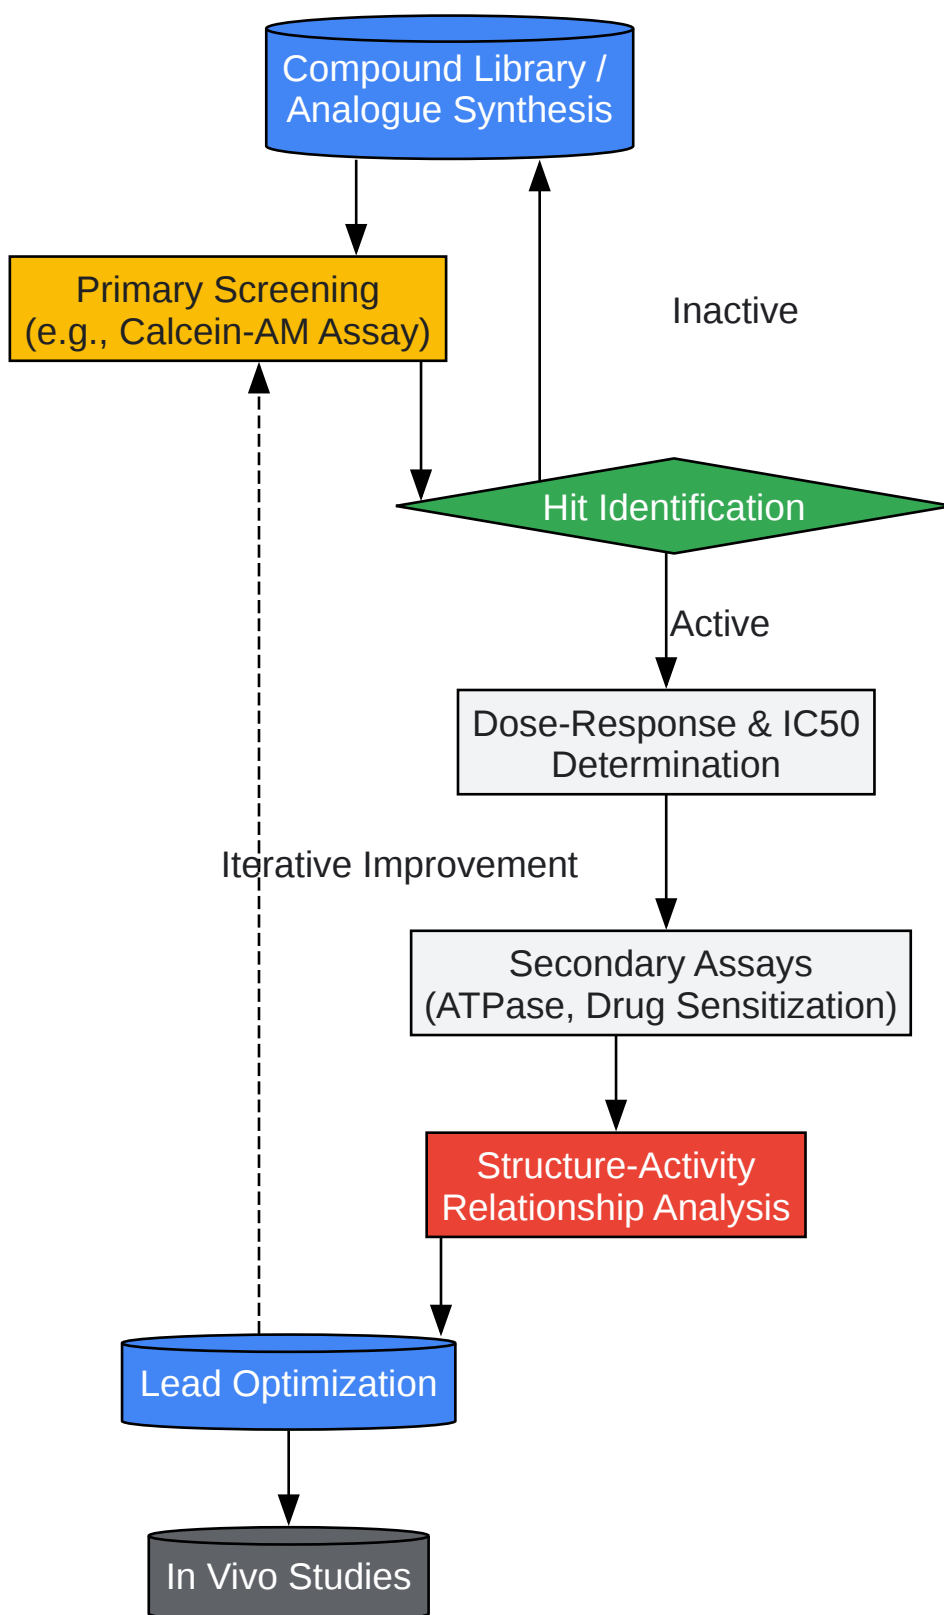 Compound Library /
Analogue Synthesis
Primary Screening
(e.g., Calcein-AM Assay)
Inactive
Hit Identification
Active
Dose-Response & IC50
Determination
Iterative Improvement
Secondary Assays
(ATPase, Drug Sensitization)
Structure-Activity
Relationship Analysis
Lead Optimization
In Vivo Studies